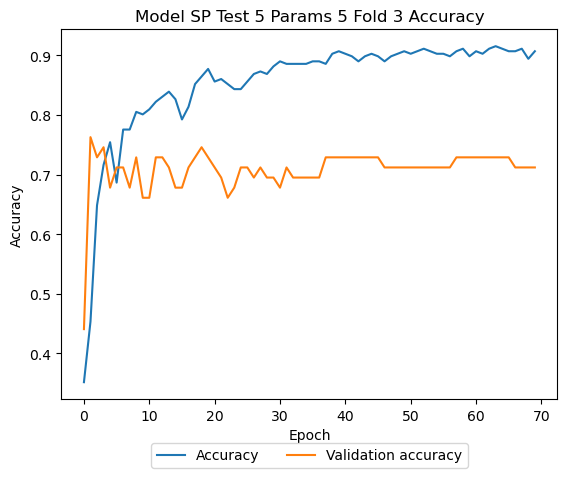 Model SP Test 5 Params 5 Fold 3 Accuracy
Accuracy
0.9
0.8
0.7
0.6
0.5
0.4
0 10 20 30 40 50 60 70
Epoch
Accuracy Validation accuracy